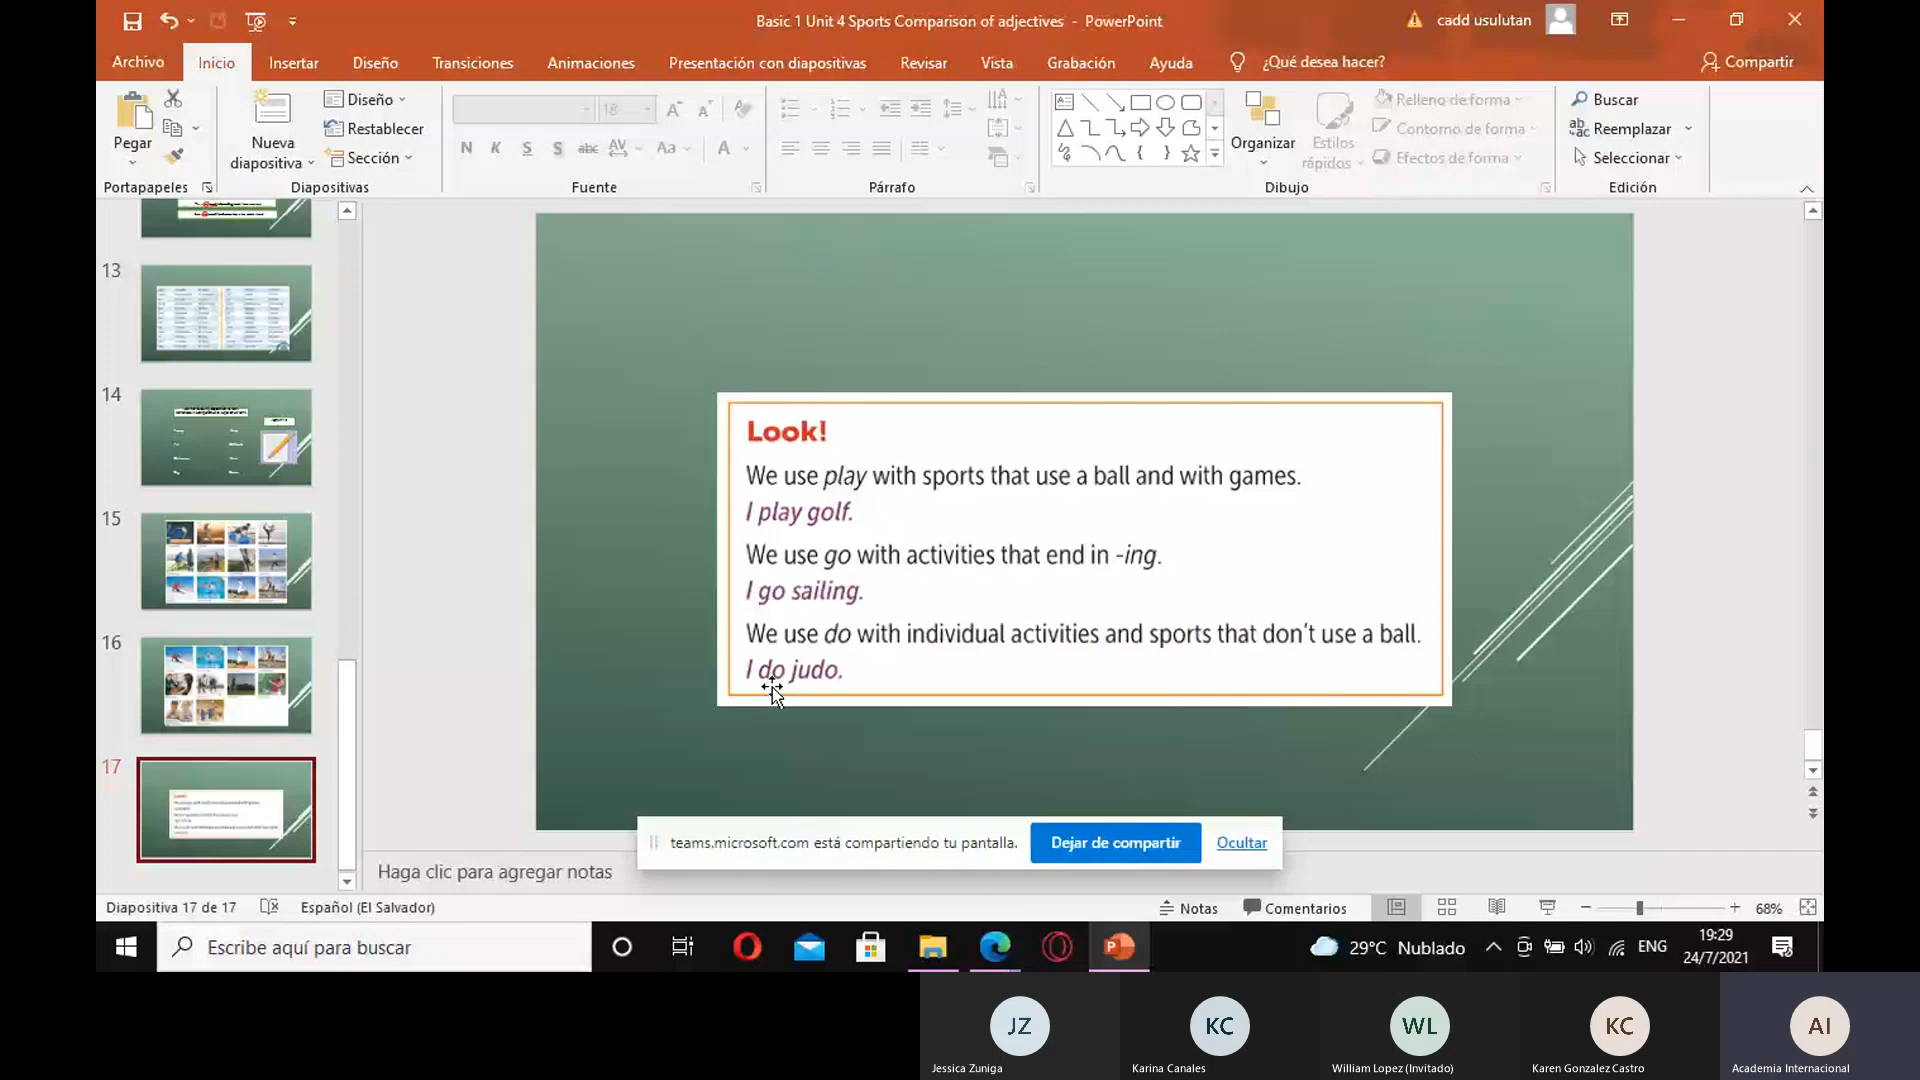 Basic 1 Unit 4 Sports Comparison of adjectives - PowerPoint
cadd usulutan
Archivo
Inicio
Insertar
Diseño
Transiciones
Animaciones
Presentación con diapositivas
Revisar
Vista
Grabación
Ayuda
¿Qué desea hacer?
Compartir
Pegar
Nueva
diapositiva
Diseño
Restablecer
Sección
18
N K S S abc AV Aa A
Organizar
Estilos
rápidos
Relleno de forma
Contorno de forma
Efectos de forma
Buscar
Reemplazar
Seleccionar
Portapapeles
Diapositivas
Fuente
Párrafo
Dibujo
Edición
13
14
15
16
17
Look!
We use play with sports that use a ball and with games.
I play golf.
We use go with activities that end in -ing.
I go sailing.
We use do with individual activities and sports that don't use a ball.
I do judo.
teams.microsoft.com está compartiendo tu pantalla.
Dejar de compartir
Ocultar
Haga clic para agregar notas
Diapositiva 17 de 17
Español (El Salvador)
Notas
Comentarios
68%
Escribe aquí para buscar
29°C Nublado
ENG
19:29
24/7/2021
JZ
Jessica Zuniga
KC
Karina Canales
WL
William Lopez (Invitado)
KC
Karen Gonzalez Castro
AI
Academia Internacional